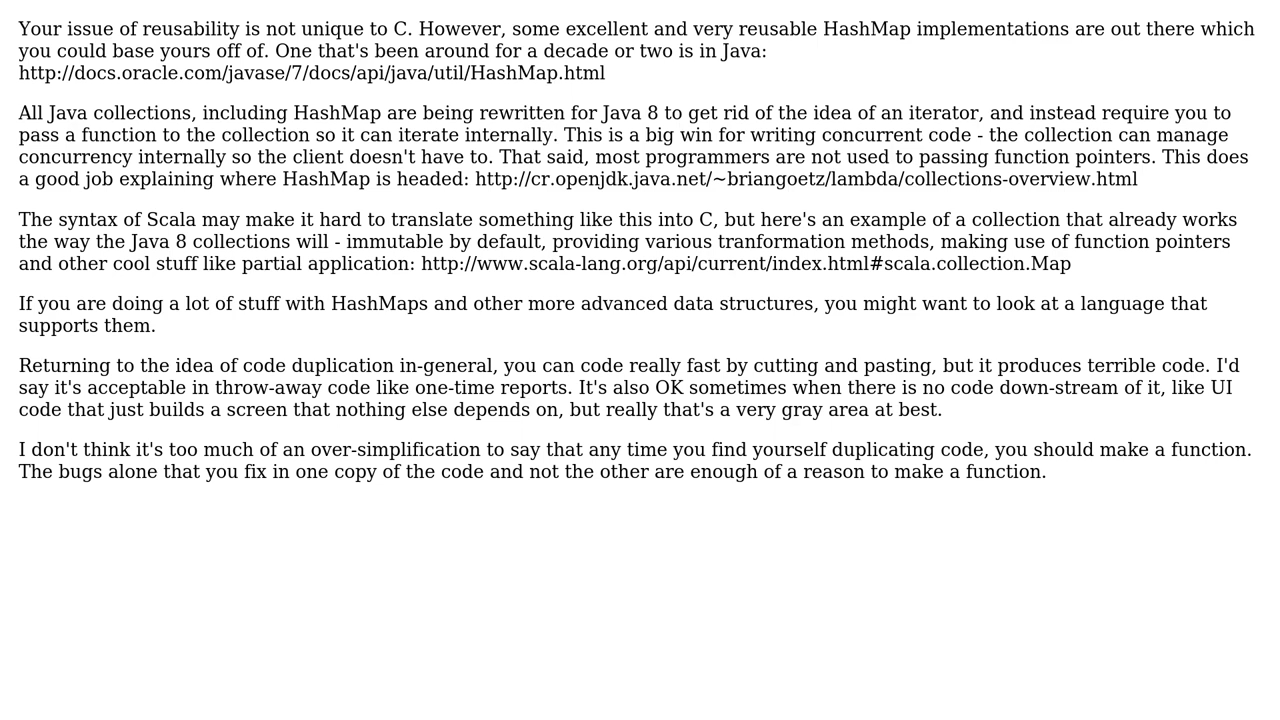 Your issue of reusability is not unique to C. However, some excellent and very reusable HashMap implementations are out there which
you could base yours off of. One that's been around for a decade or two is in Java:
http://docs.oracle.com/javase/7/docs/api/java/util/HashMap.html
All Java collections, including HashMap are being rewritten for Java 8 to get rid of the idea of an iterator, and instead require you to
pass a function to the collection so it can iterate internally. This is a big win for writing concurrent code - the collection can manage
concurrency internally so the client doesn't have to. That said, most programmers are not used to passing function pointers. This does
a good job explaining where HashMap is headed: http://cr.openjdk.java.net/~briangoetz/lambda/collections-overview.html
The syntax of Scala may make it hard to translate something like this into C, but here's an example of a collection that already works
the way the Java 8 collections will - immutable by default, providing various tranformation methods, making use of function pointers
and other cool stuff like partial application: http://www.scala-lang.org/api/current/index.html#scala.collection.Map
If you are doing a lot of stuff with HashMaps and other more advanced data structures, you might want to look at a language that
supports them.
Returning to the idea of code duplication in-general, you can code really fast by cutting and pasting, but it produces terrible code. I'd
say it's acceptable in throw-away code like one-time reports. It's also OK sometimes when there is no code down-stream of it, like UI
code that just builds a screen that nothing else depends on, but really that's a very gray area at best.
I don't think it's too much of an over-simplification to say that any time you find yourself duplicating code, you should make a function.
The bugs alone that you fix in one copy of the code and not the other are enough of a reason to make a function.